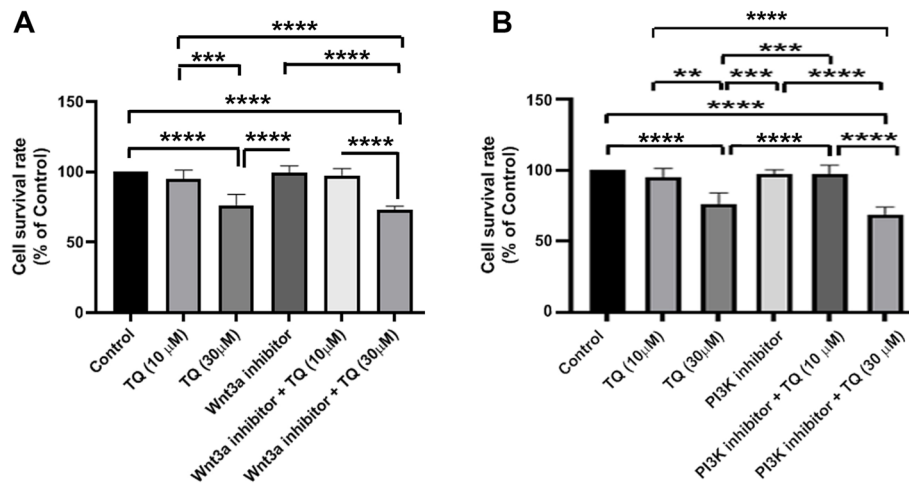 A
****
***
****
****
****
****
****
150
100
50
0
Cell survival rate
(% of Control)
Control
TQ (10 μM)
TQ (30μM)
Wnt3a inhibitor
Wnt3a inhibitor + TQ (10μM)
Wnt3a inhibitor + TQ (30μM)
B
****
***
**
***
****
****
****
****
****
150
100
50
0
Cell survival rate
(% of Control)
Control
TQ (10μM)
TQ (30μM)
PI3K inhibitor
PI3K inhibitor + TQ (10 μM)
PI3K inhibitor + TQ (30 μM)